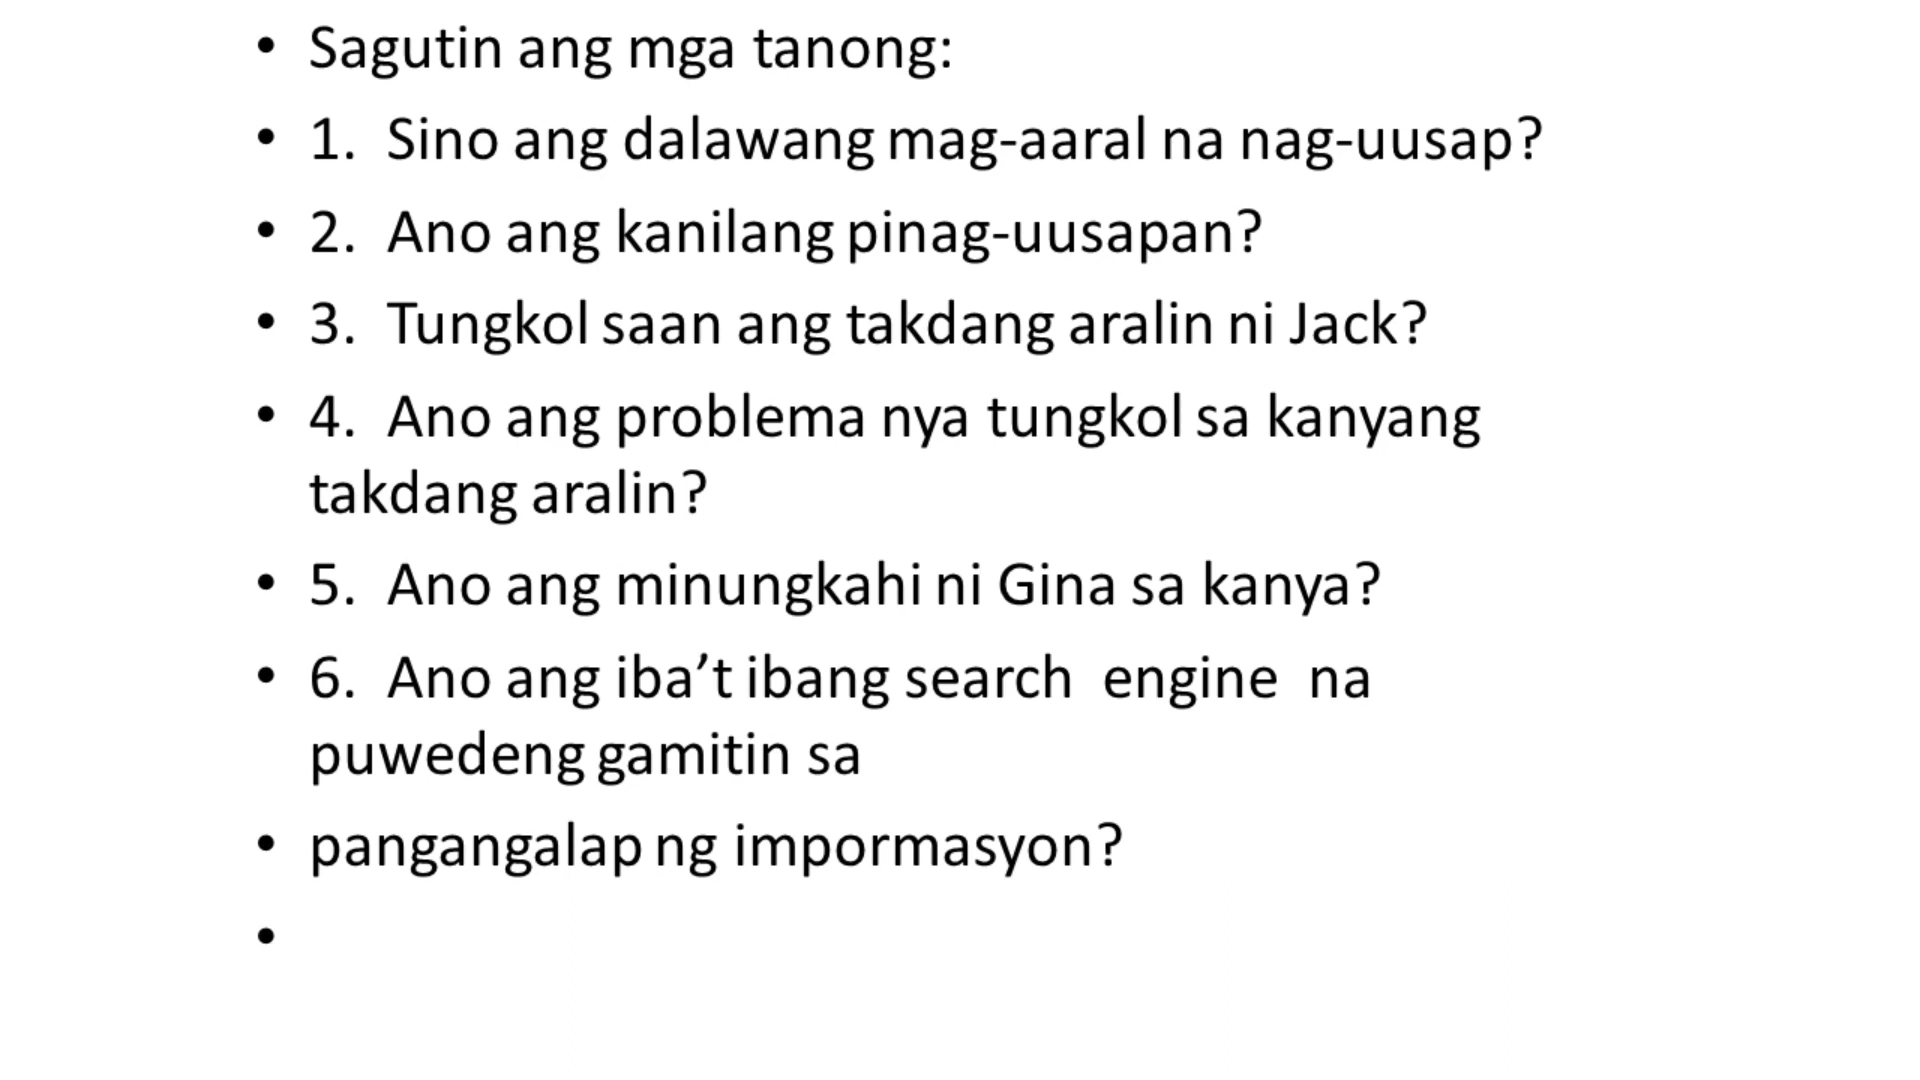 • Sagutin ang mga tanong:
• 1. Sino ang dalawang mag-aaral na nag-uusap?
• 2. Ano ang kanilang pinag-uusapan?
• 3. Tungkol saan ang takdang aralin ni Jack?
• 4. Ano ang problema nya tungkol sa kanyang
takdang aralin?
• 5. Ano ang minungkahi ni Gina sa kanya?
• 6. Ano ang iba’t ibang search engine na
puwedeng gamitin sa
• pangangalap ng impormasyon?
•